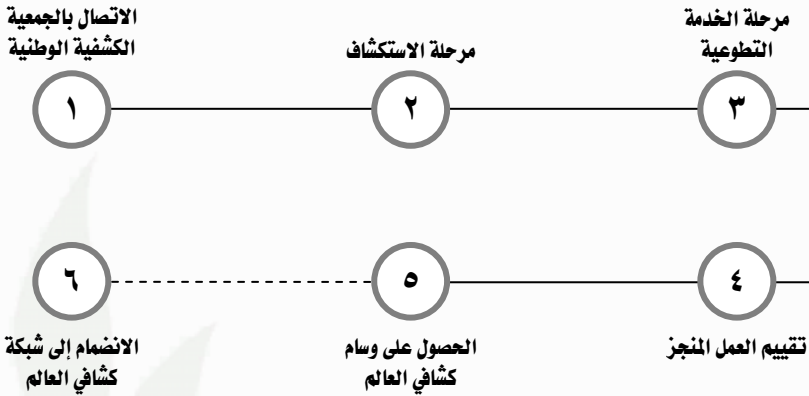 الاتصال بالجمعية
الكشفية الوطنية
١
مرحلة الاستكشاف
٢
مرحلة الخدمة
التطوعية
٣
٤
تقييم العمل المنجز
٥
الحصول على وسام
كشافي العالم
٦
الانضمام إلى شبكة
كشافي العالم